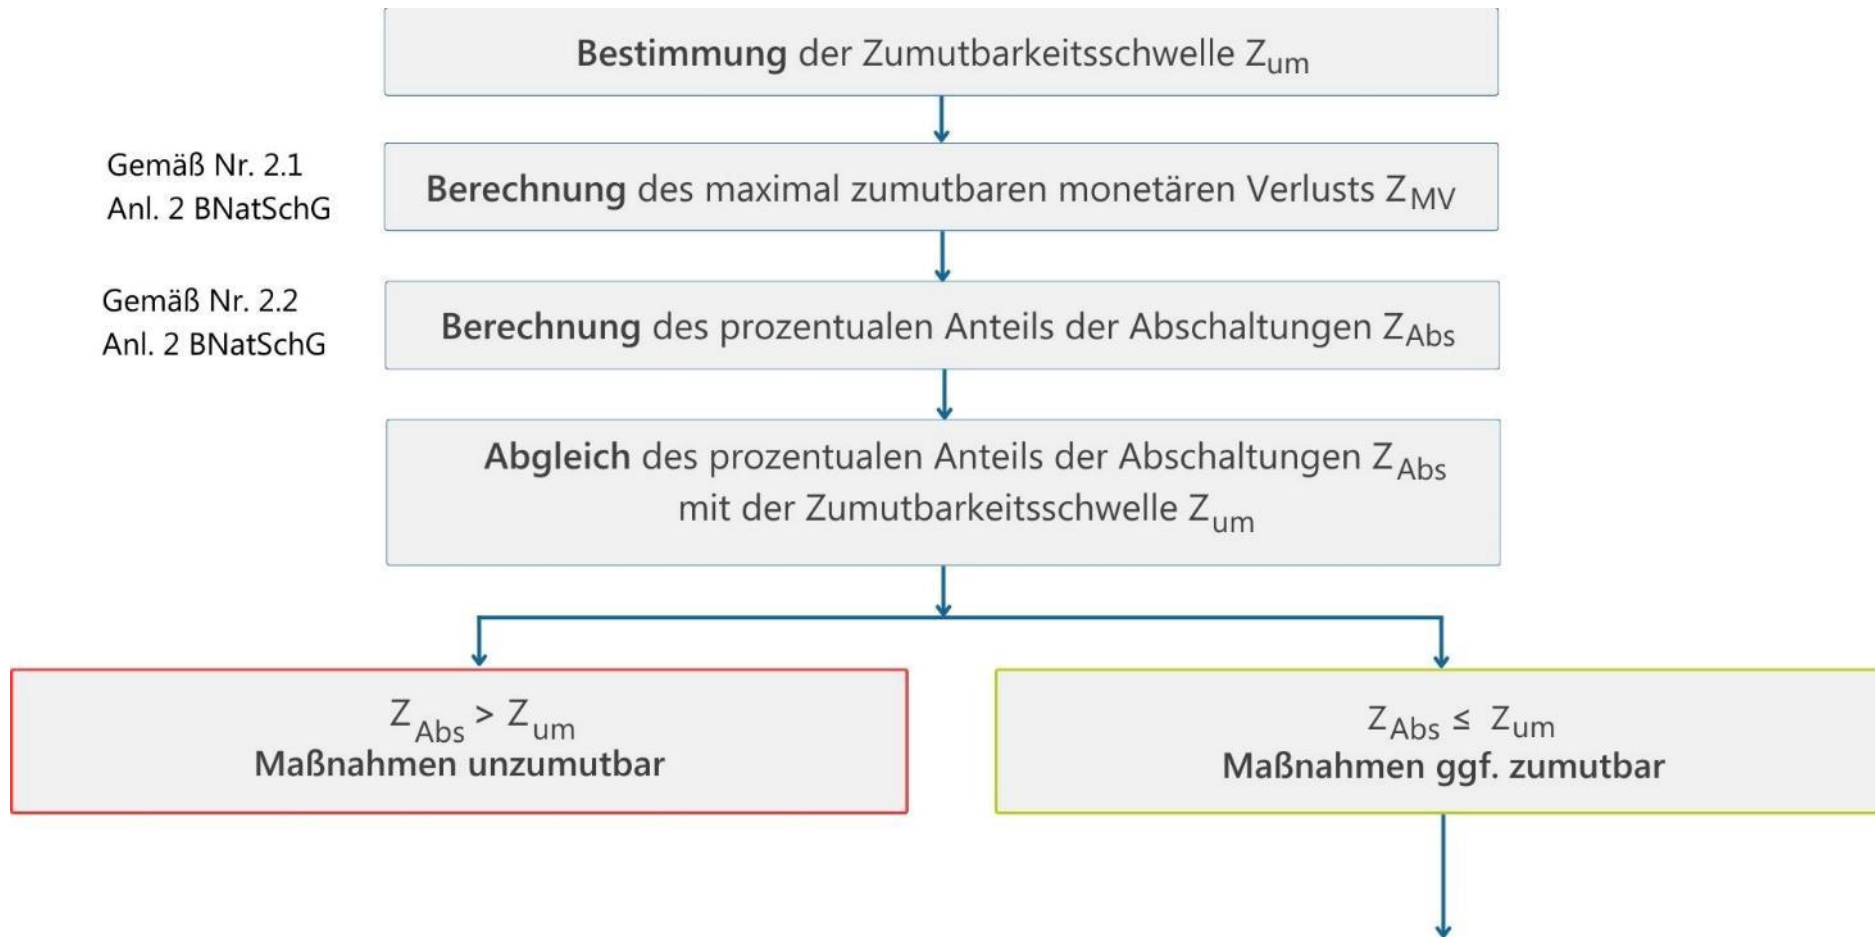 Bestimmung der Zumutbarkeitsschwelle Zum
Gemäß Nr. 2.1
Anl. 2 BNatSchG
Berechnung des maximal zumutbaren monetären Verlusts ZMV
Gemäß Nr. 2.2
Anl. 2 BNatSchG
Berechnung des prozentualen Anteils der Abschaltungen ZAbs
Abgleich des prozentualen Anteils der Abschaltungen ZAbs
mit der Zumutbarkeitsschwelle Zum
ZAbs > Zum
Maßnahmen unzumutbar
ZAbs ≤ Zum
Maßnahmen ggf. zumutbar